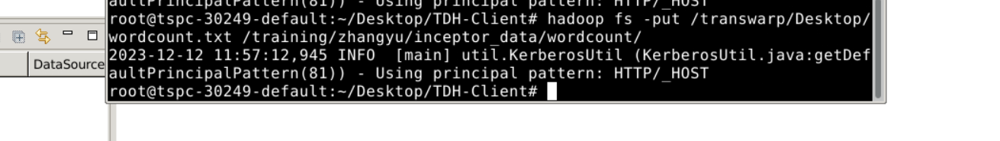 aultPrincipalPattern(81)) - Using principal pattern: HTTP/_HOST
root@tspc-30249-default:~/Desktop/TDH-Client# hadoop fs -put /transwarp/Desktop/
wordcount.txt /training/zhangyu/inceptor_data/wordcount/
2023-12-12 11:57:12,945 INFO  [main] util.KerberosUtil (KerberosUtil.java:getDef
DataSource
aultPrincipalPattern(81)) - Using principal pattern: HTTP/_HOST
root@tspc-30249-default:~/Desktop/TDH-Client#